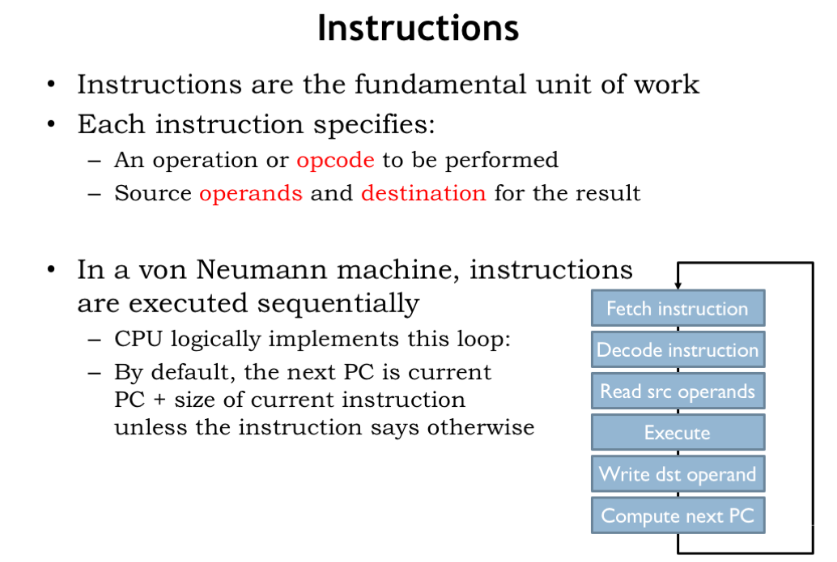 Instructions
• Instructions are the fundamental unit of work
• Each instruction specifies:
– An operation or opcode to be performed
– Source operands and destination for the result
• In a von Neumann machine, instructions
are executed sequentially
– CPU logically implements this loop:
– By default, the next PC is current
PC + size of current instruction
unless the instruction says otherwise
Fetch instruction
Decode instruction
Read src operands
Execute
Write dst operand
Compute next PC